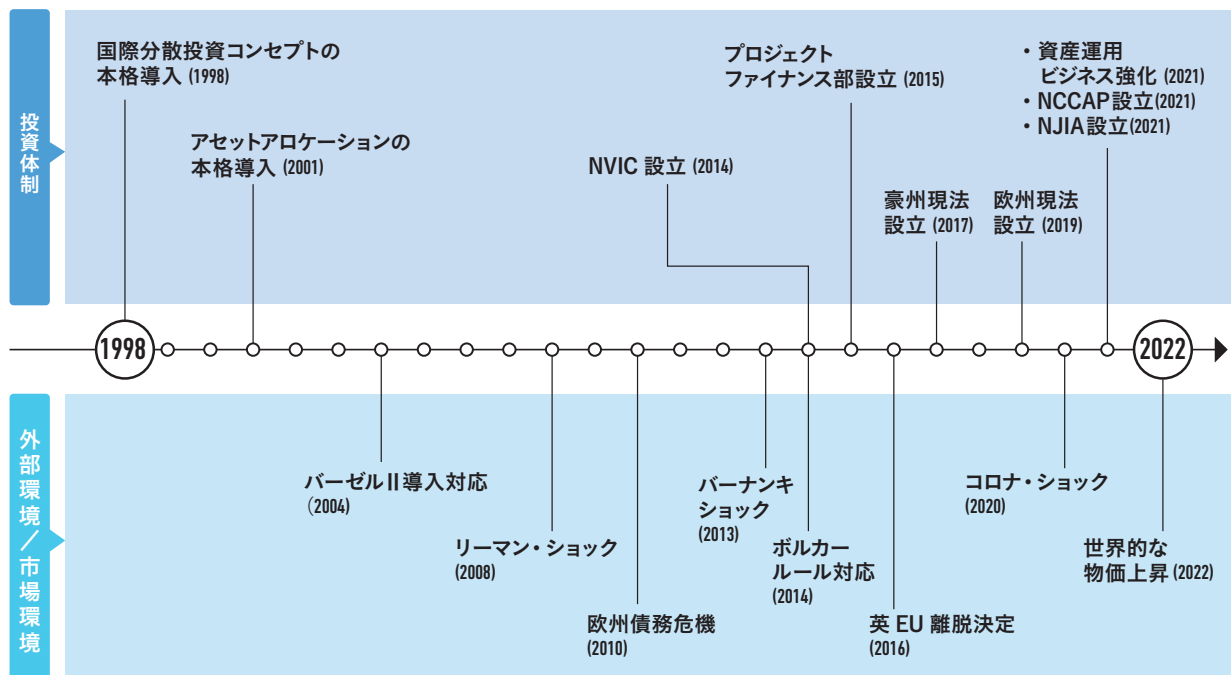 投資体制
国際分散投資コンセプトの
本格導入 (1998)
アセットアロケーションの
本格導入 (2001)
NVIC 設立 (2014)
プロジェクト
ファイナンス部設立 (2015)
豪州現法
設立 (2017)
欧州現法
設立 (2019)
・資産運用
ビジネス強化 (2021)
・NCCAP設立(2021)
・NJIA設立(2021)
1998
2022
外部環境／市場環境
バーゼルⅡ導入対応
(2004)
リーマン・ショック
(2008)
欧州債務危機
(2010)
バーナンキ
ショック
(2013)
ボルカー
ルール対応
(2014)
英 EU 離脱決定
(2016)
コロナ・ショック
(2020)
世界的な
物価上昇 (2022)